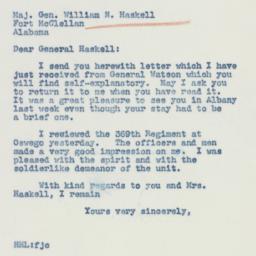 Maj. Gen. William N. Haskell
Fort McClellan
Alabama
Dear General Haskell:
I send you herewith letter which I have
just received from General Watson which you
will find self-explanatory. May I ask you
to return it to me when you have read it.
It was a great pleasure to see you in Albany
last week even though your stay had to be
a brief one.
I reviewed the 369th Regiment at
Oswego yesterday. The officers and men
made a very good impression on me. I was
pleased with the spirit and with the
soldierlike demeanor of the unit.
With kind regards to you and Mrs.
Haskell, I remain
Yours very sincerely,
HHL:fjc